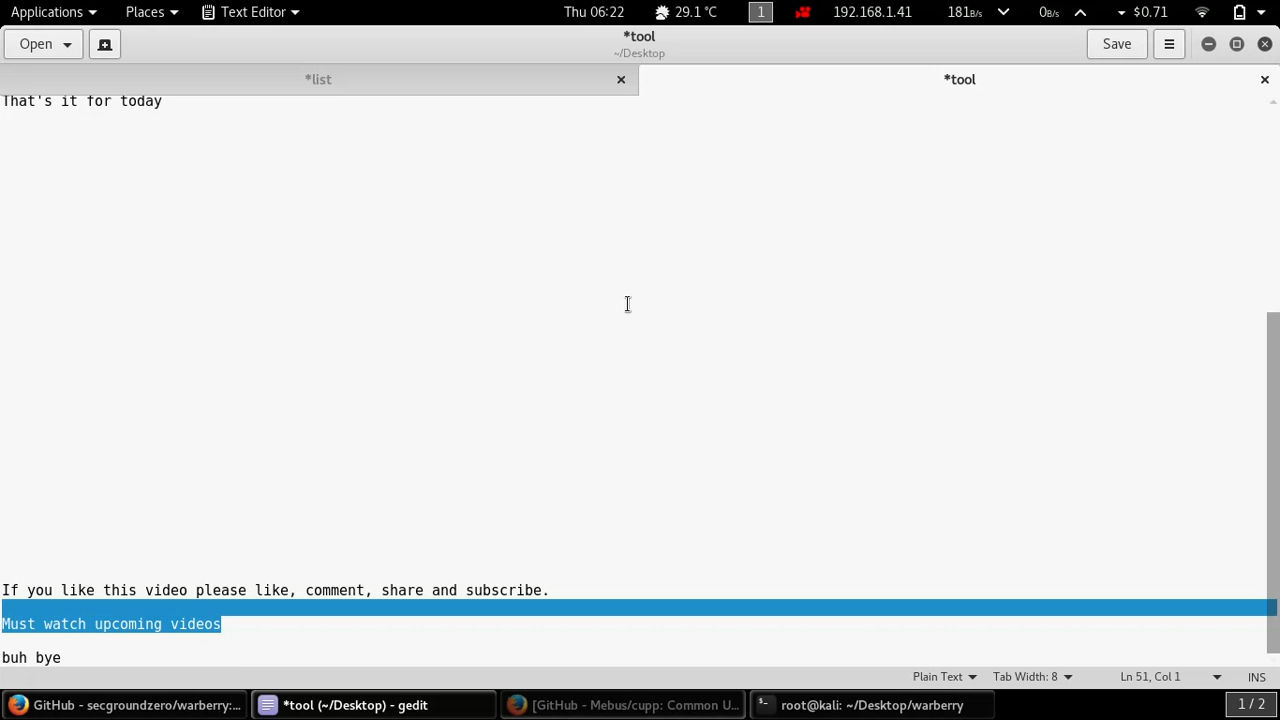 Applications Places Text Editor Thu 06:22 29.1 °C 1 192.168.1.41 181B/s 0B/s $0.71
Open *tool Save
~/Desktop
*list *tool
That's it for today
If you like this video please like, comment, share and subscribe.
Must watch upcoming videos
buh bye
Plain Text Tab Width: 8 Ln 51, Col 1 INS
GitHub - secgroundzero/warberry:... *tool (~/Desktop) - gedit [GitHub - Mebus/cupp: Common U... root@kali: ~/Desktop/warberry 1 / 2